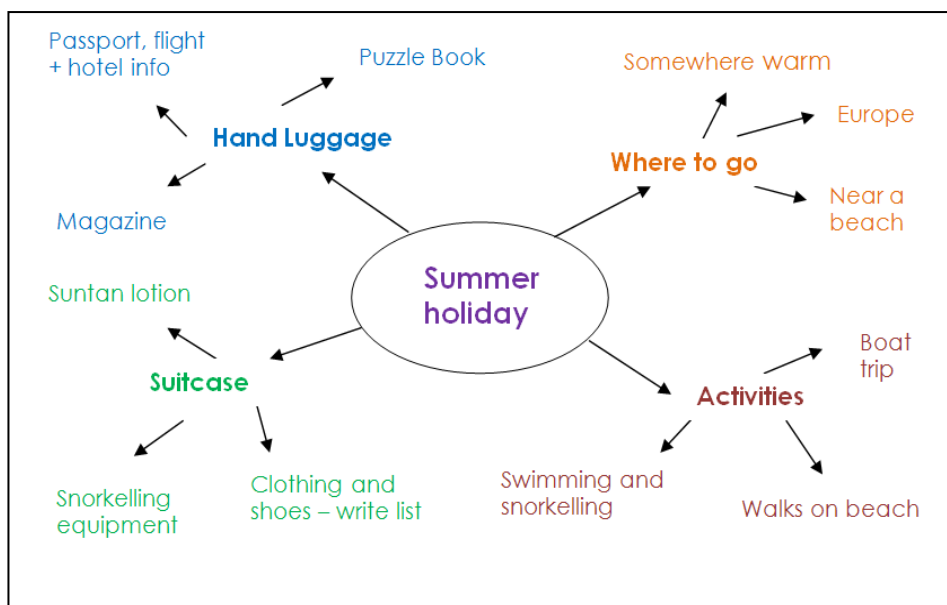 Passport, flight
+ hotel info
Puzzle Book
Hand Luggage
Magazine
Somewhere warm
Europe
Where to go
Near a
beach
Summer
holiday
Suntan lotion
Suitcase
Snorkelling
equipment
Clothing and
shoes – write list
Boat
trip
Activities
Swimming and
snorkelling
Walks on beach